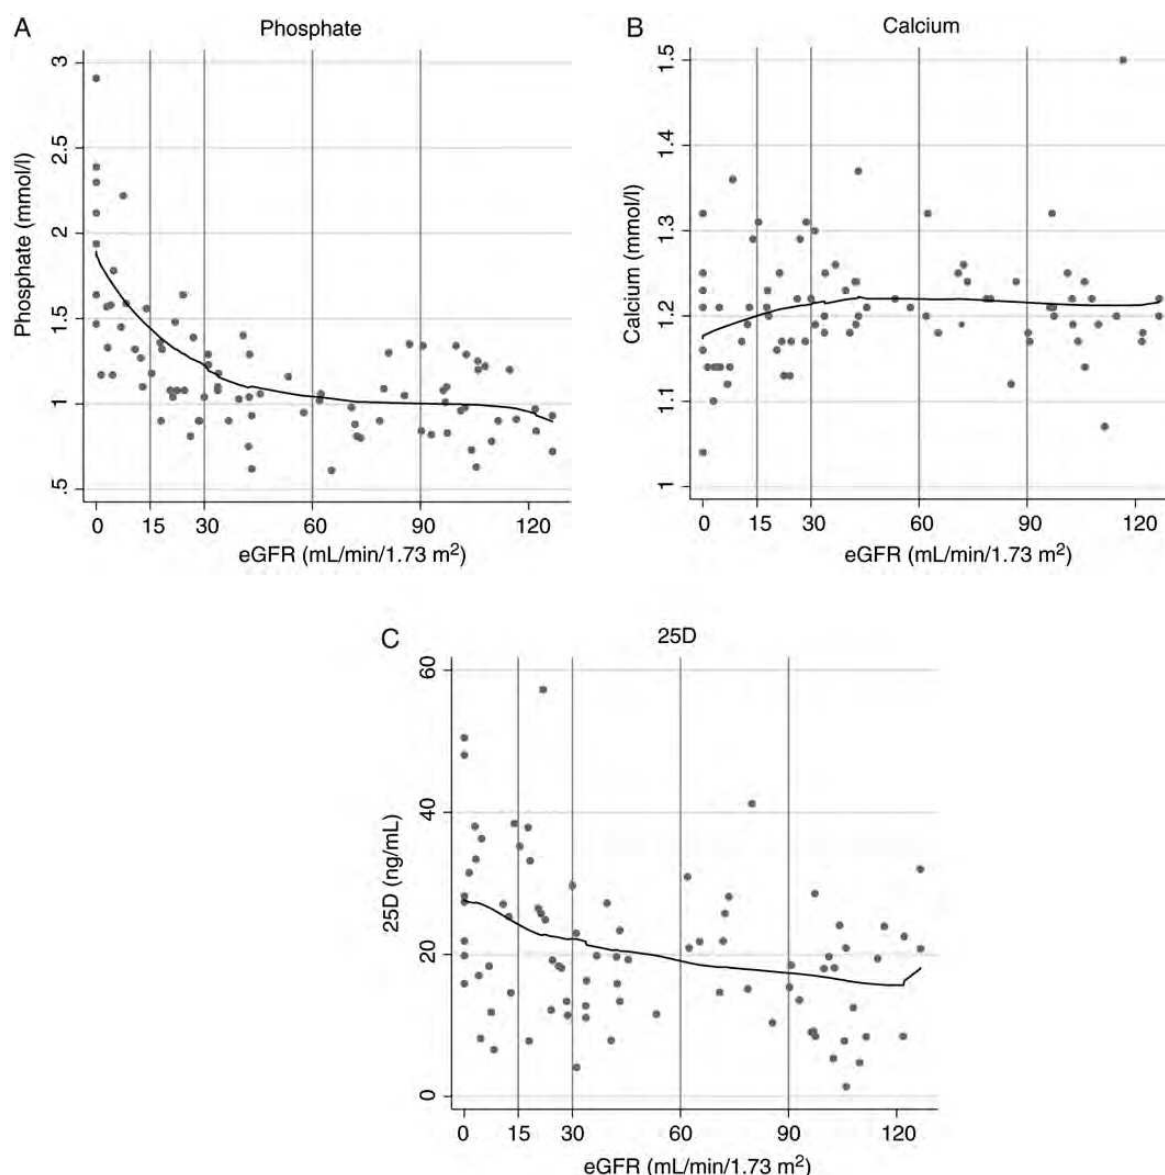 A
Phosphate
3
2.5
2
1.5
1
.5
Phosphate (mmol/l)
0 15 30 60 90 120
eGFR (mL/min/1.73 m²)
B
Calcium
1.5
1.4
1.3
1.2
1.1
1
Calcium (mmol/l)
0 15 30 60 90 120
eGFR (mL/min/1.73 m²)
C
25D
60
40
20
0
25D (ng/mL)
0 15 30 60 90 120
eGFR (mL/min/1.73 m²)